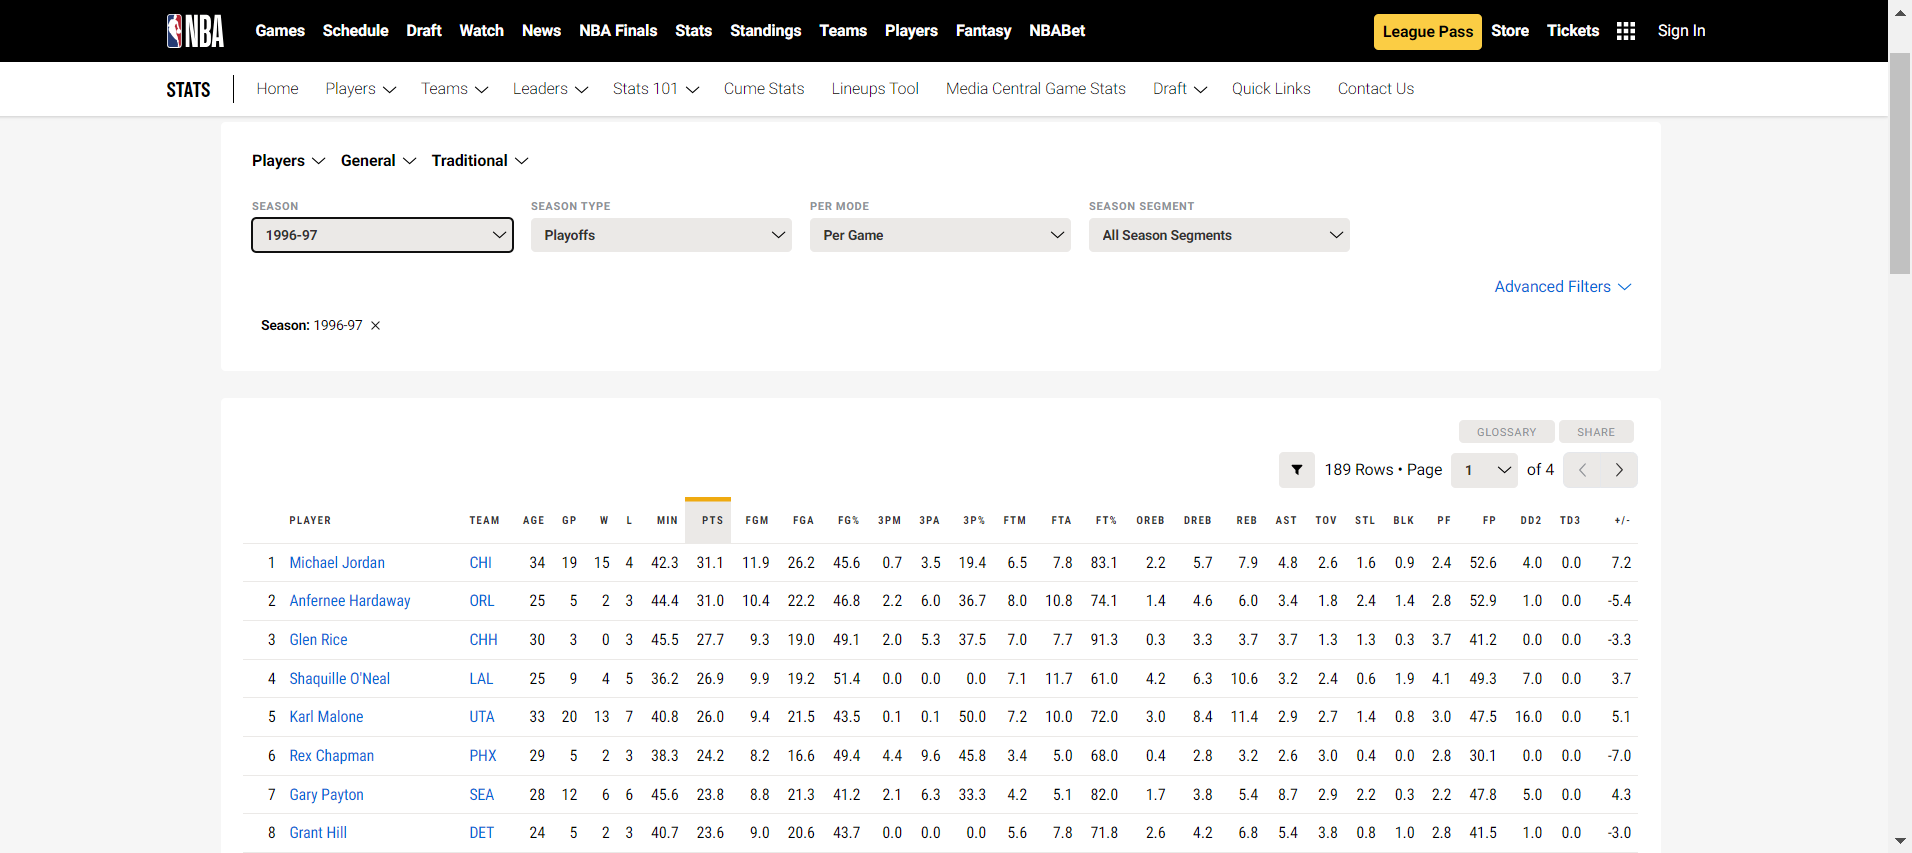 NBA Games Schedule Draft Watch News NBA Finals Stats Standings Teams Players Fantasy NBABet League Pass Store Tickets Sign In
STATS Home Players Teams Leaders Stats 101 Cume Stats Lineups Tool Media Central Game Stats Draft Quick Links Contact Us
Players General Traditional
SEASON SEASON TYPE PER MODE SEASON SEGMENT
1996-97 Playoffs Per Game All Season Segments
Advanced Filters
Season: 1996-97 ×
GLOSSARY SHARE
189 Rows • Page 1 of 4
PLAYER TEAM AGE GP W L MIN PTS FGM FGA FG% 3PM 3PA 3P% FTM FTA FT% OREB DREB REB AST TOV STL BLK PF FP DD2 TD3 +/-
1 Michael Jordan CHI 34 19 15 4 42.3 31.1 11.9 26.2 45.6 0.7 3.5 19.4 6.5 7.8 83.1 2.2 5.7 7.9 4.8 2.6 1.6 0.9 2.4 52.6 4.0 0.0 7.2
2 Anfernee Hardaway ORL 25 5 2 3 44.4 31.0 10.4 22.2 46.8 2.2 6.0 36.7 8.0 10.8 74.1 1.4 4.6 6.0 3.4 1.8 2.4 1.4 2.8 52.9 1.0 0.0 -5.4
3 Glen Rice CHH 30 3 0 3 45.5 27.7 9.3 19.0 49.1 2.0 5.3 37.5 7.0 7.7 91.3 0.3 3.3 3.7 3.7 1.3 1.3 0.3 3.7 41.2 0.0 0.0 -3.3
4 Shaquille O'Neal LAL 25 9 4 5 36.2 26.9 9.9 19.2 51.4 0.0 0.0 0.0 7.1 11.7 61.0 4.2 6.3 10.6 3.2 2.4 0.6 1.9 4.1 49.3 7.0 0.0 3.7
5 Karl Malone UTA 33 20 13 7 40.8 26.0 9.4 21.5 43.5 0.1 0.1 50.0 7.2 10.0 72.0 3.0 8.4 11.4 2.9 2.7 1.4 0.8 3.0 47.5 16.0 0.0 5.1
6 Rex Chapman PHX 29 5 2 3 38.3 24.2 8.2 16.6 49.4 4.4 9.6 45.8 3.4 5.0 68.0 0.4 2.8 3.2 2.6 3.0 0.4 0.0 2.8 30.1 0.0 0.0 -7.0
7 Gary Payton SEA 28 12 6 6 45.6 23.8 8.8 21.3 41.2 2.1 6.3 33.3 4.2 5.1 82.0 1.7 3.8 5.4 8.7 2.9 2.2 0.3 2.2 47.8 5.0 0.0 4.3
8 Grant Hill DET 24 5 2 3 40.7 23.6 9.0 20.6 43.7 0.0 0.0 0.0 5.6 7.8 71.8 2.6 4.2 6.8 5.4 3.8 0.8 1.0 2.8 41.5 1.0 0.0 -3.0